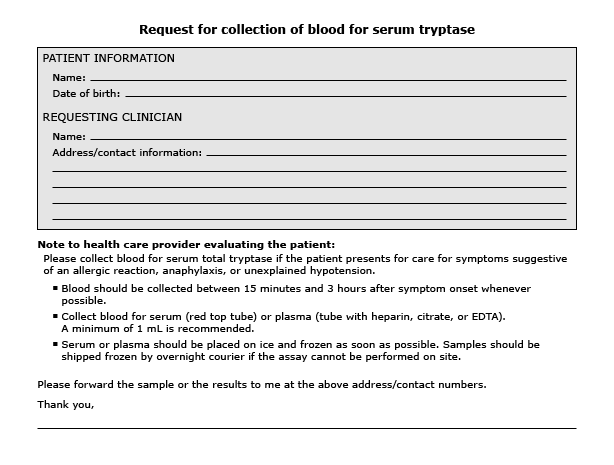 Request for collection of blood for serum tryptase
PATIENT INFORMATION
Name:
Date of birth:
REQUESTING CLINICIAN
Name:
Address/contact information:
Note to health care provider evaluating the patient:
Please collect blood for serum total tryptase if the patient presents for care for symptoms suggestive
of an allergic reaction, anaphylaxis, or unexplained hypotension.
▪ Blood should be collected between 15 minutes and 3 hours after symptom onset whenever
possible.
▪ Collect blood for serum (red top tube) or plasma (tube with heparin, citrate, or EDTA).
A minimum of 1 mL is recommended.
▪ Serum or plasma should be placed on ice and frozen as soon as possible. Samples should be
shipped frozen by overnight courier if the assay cannot be performed on site.
Please forward the sample or the results to me at the above address/contact numbers.
Thank you,